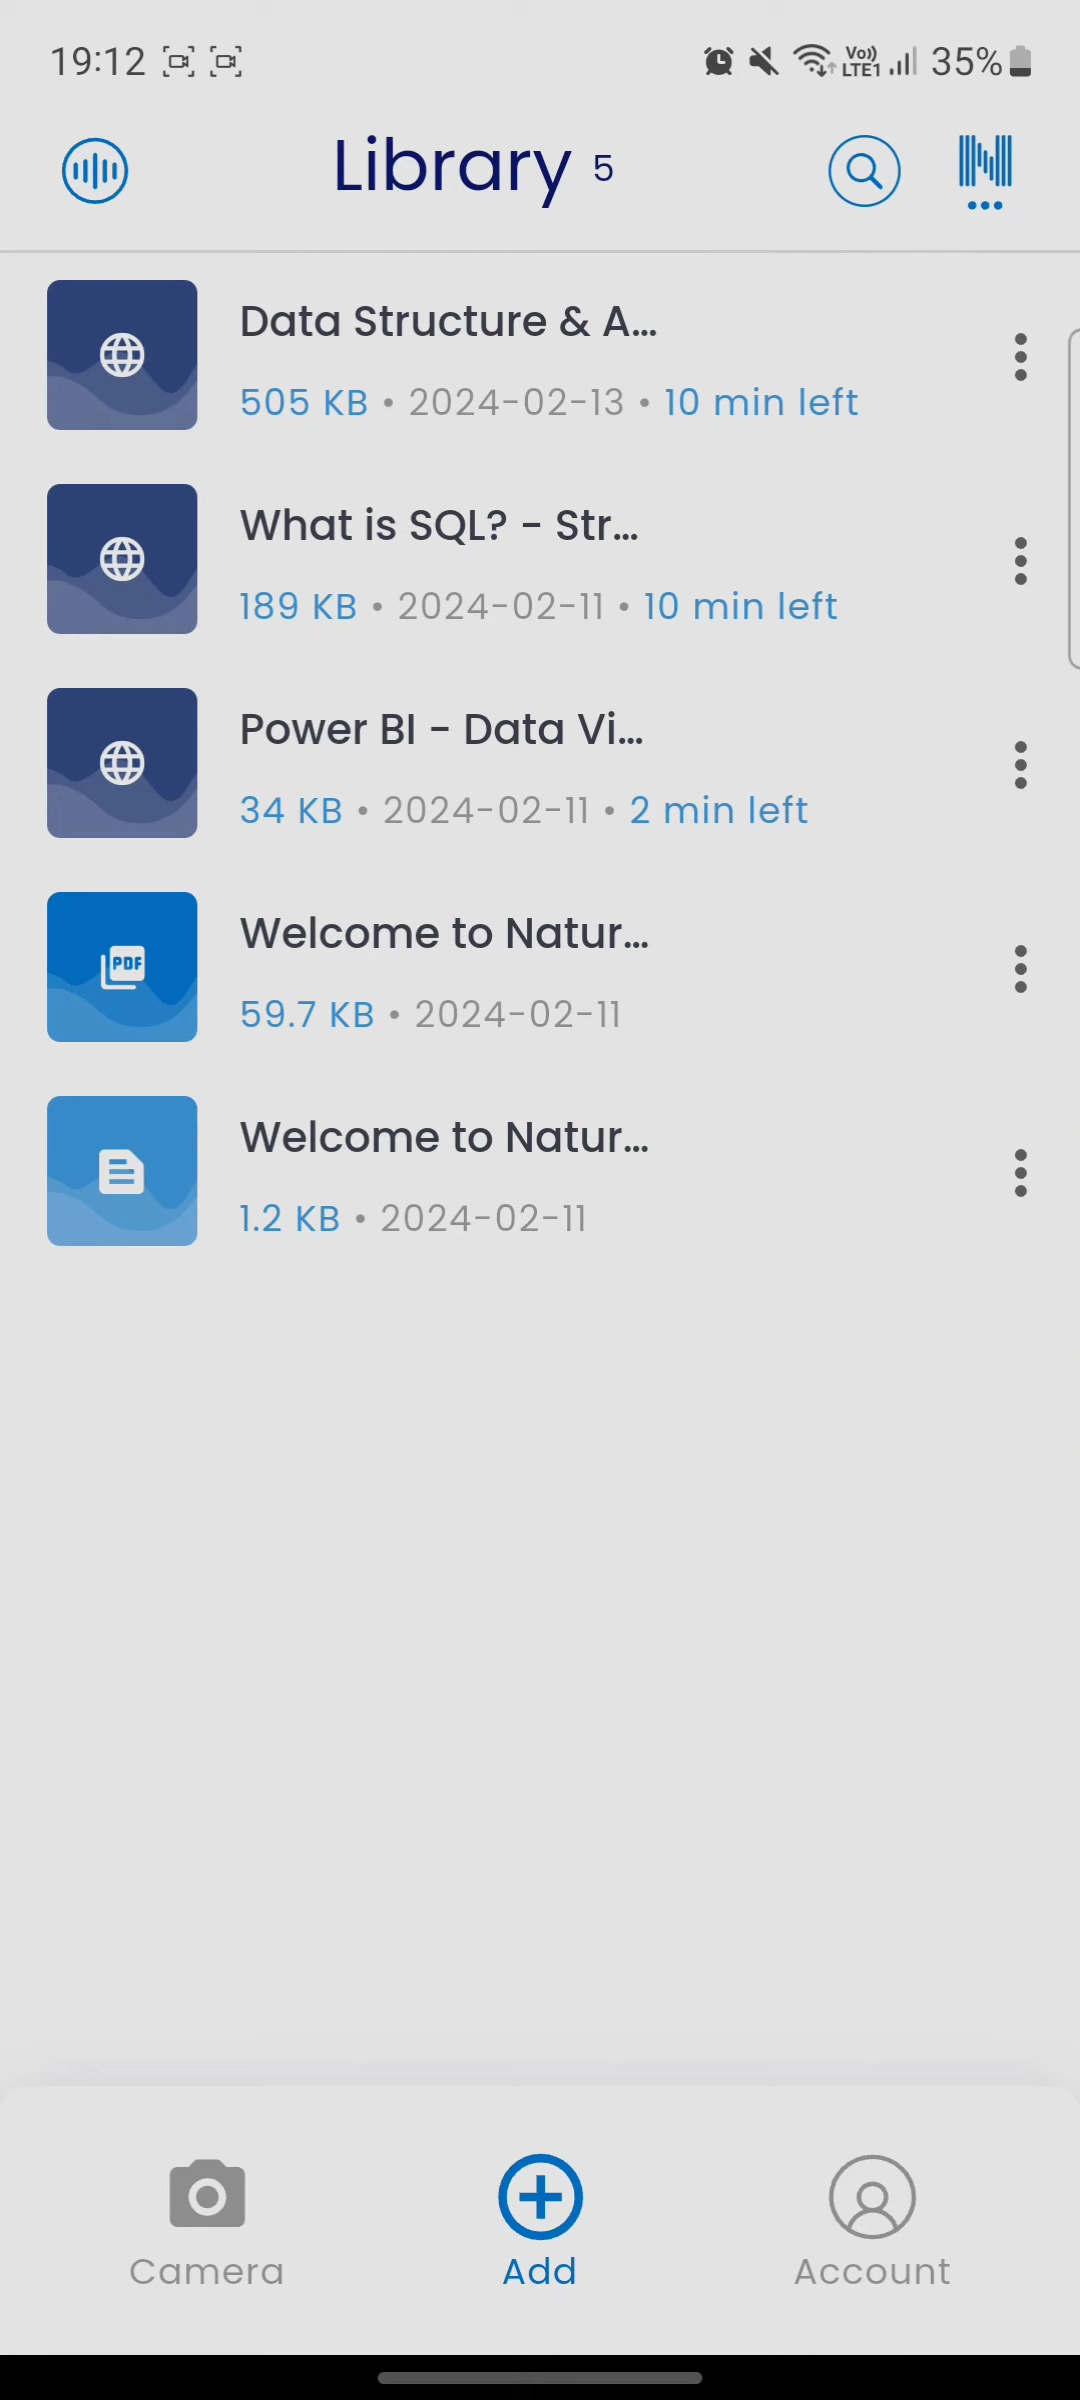 19:12 Vo)) LTE1 35%
Library 5
Data Structure & A...
505 KB • 2024-02-13 • 10 min left
What is SQL? - Str...
189 KB • 2024-02-11 • 10 min left
Power BI - Data Vi...
34 KB • 2024-02-11 • 2 min left
PDF
Welcome to Natur...
59.7 KB • 2024-02-11
Welcome to Natur...
1.2 KB • 2024-02-11
Camera Add Account